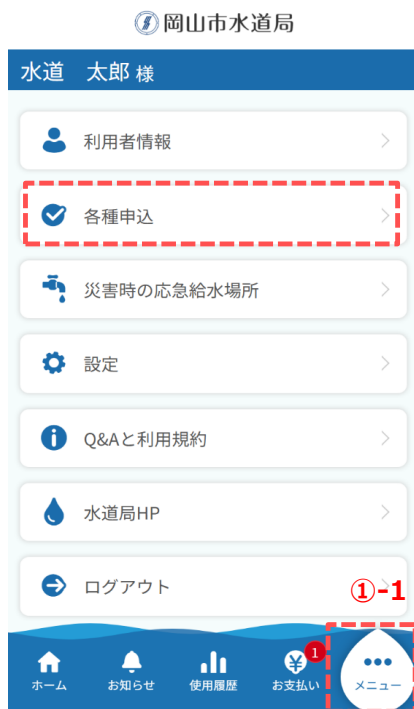 岡山市水道局
水道 太郎 様
利用者情報
各種申込
災害時の応急給水場所
設定
Q&Aと利用規約
水道局HP
ログアウト
①-1
1
ホーム お知らせ 使用履歴 お支払い メニュー